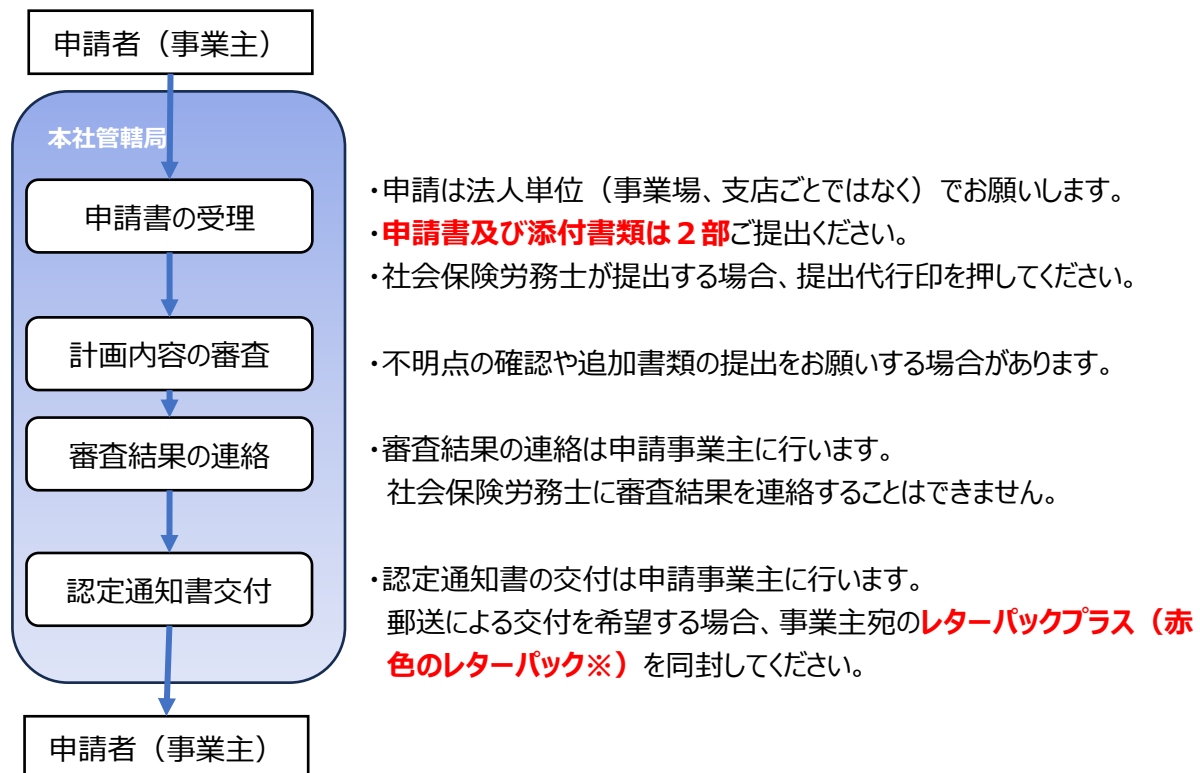 申請者（事業主）
本社管轄局
申請書の受理
・申請は法人単位（事業場、支店ごとではなく）でお願いします。
・申請書及び添付書類は２部ご提出ください。
・社会保険労務士が提出する場合、提出代行印を押してください。
計画内容の審査
・不明点の確認や追加書類の提出をお願いする場合があります。
審査結果の連絡
・審査結果の連絡は申請事業主に行います。
社会保険労務士に審査結果を連絡することはできません。
認定通知書交付
・認定通知書の交付は申請事業主に行います。
郵送による交付を希望する場合、事業主宛のレターパックプラス（赤
色のレターパック※）を同封してください。
申請者（事業主）